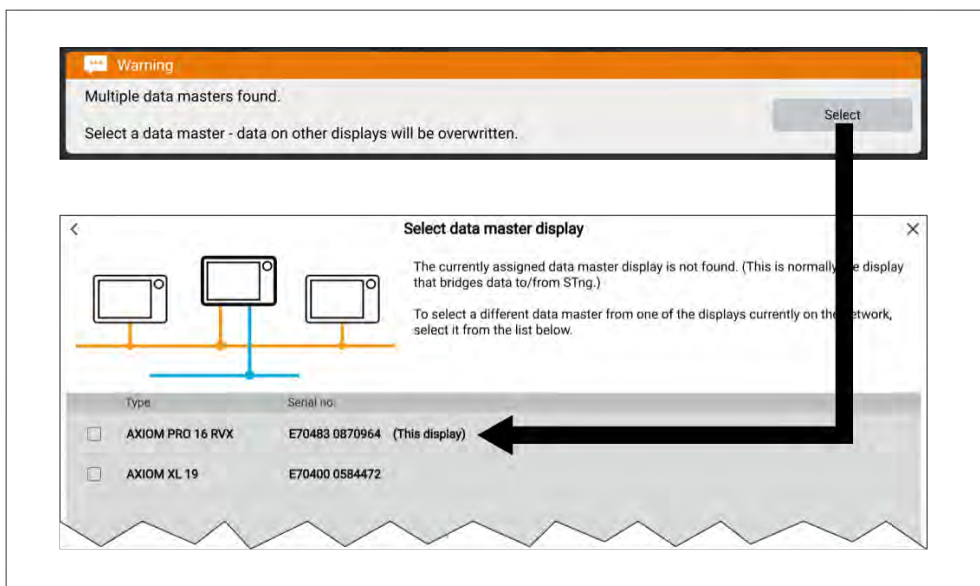 Warning
Multiple data masters found.
Select
Select a data master - data on other displays will be overwritten.
Select data master display
The currently assigned data master display is not found. (This is normally display
that bridges data to/from STng.)
To select a different data master from one of the displays currently on the
select it from the list below.
Type Serial no.
AXIOM PRO 16 RVX E70483 0870964 (This display)
AXIOM XL 19 E70400 0584472